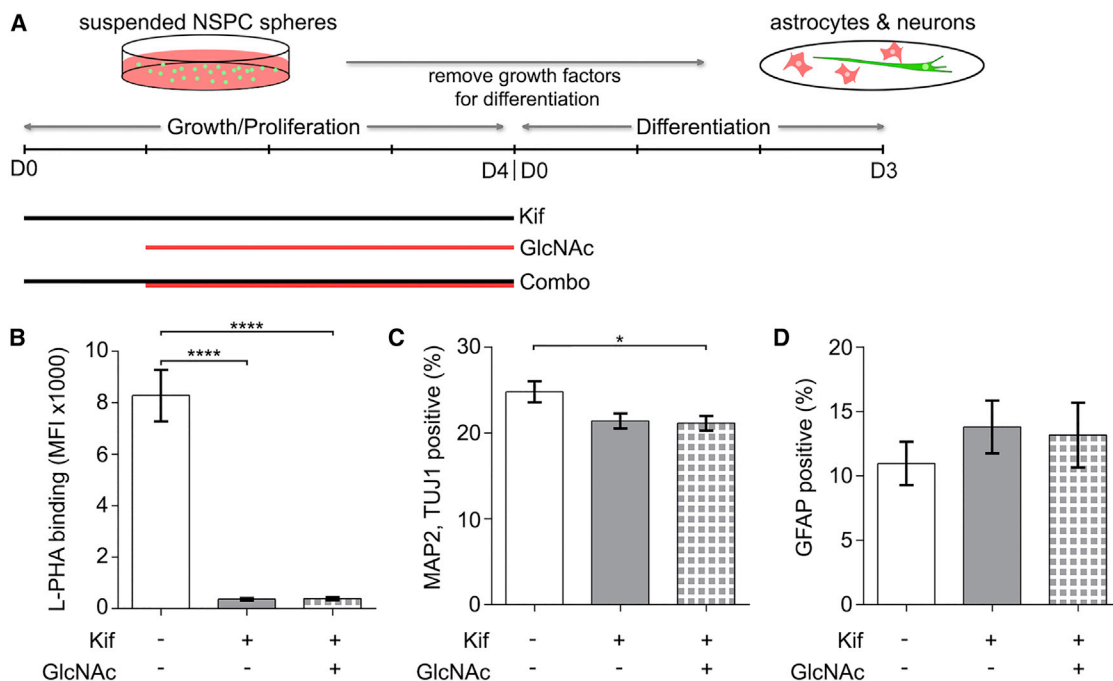 A
suspended NSPC spheres
astrocytes & neurons
remove growth factors
for differentiation
Growth/Proliferation
Differentiation
D0
D4|D0
D3
Kif
GlcNAc
Combo
B
L-PHA binding (MFI x1000)
10
8
6
4
2
0
****
****
Kif - + +
GlcNAc - - +
C
MAP2, TUJ1 positive (%)
30
20
10
0
*
Kif - + +
GlcNAc - - +
D
GFAP positive (%)
20
15
10
5
0
Kif - + +
GlcNAc - - +